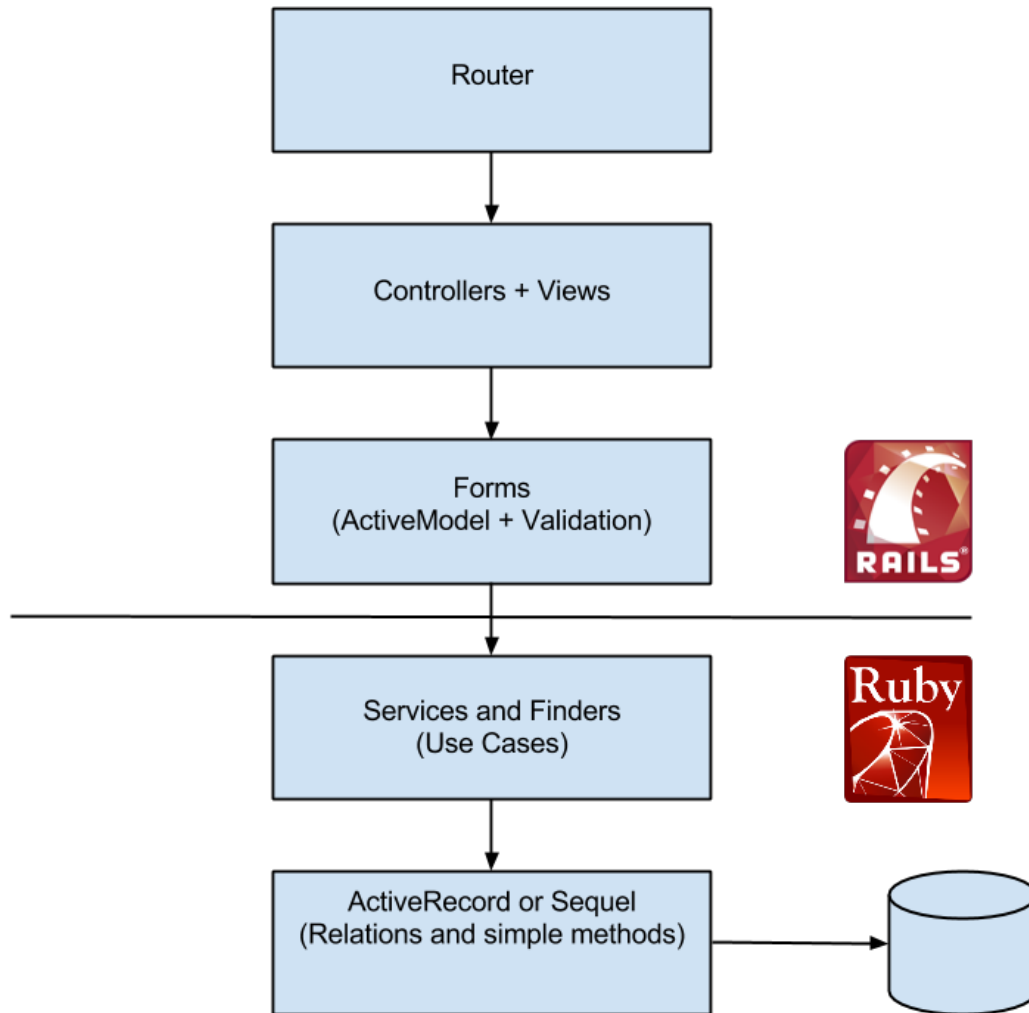 Router
Controllers + Views
Forms
(ActiveModel + Validation)
RAILS®
Services and Finders
(Use Cases)
Ruby
ActiveRecord or Sequel
(Relations and simple methods)